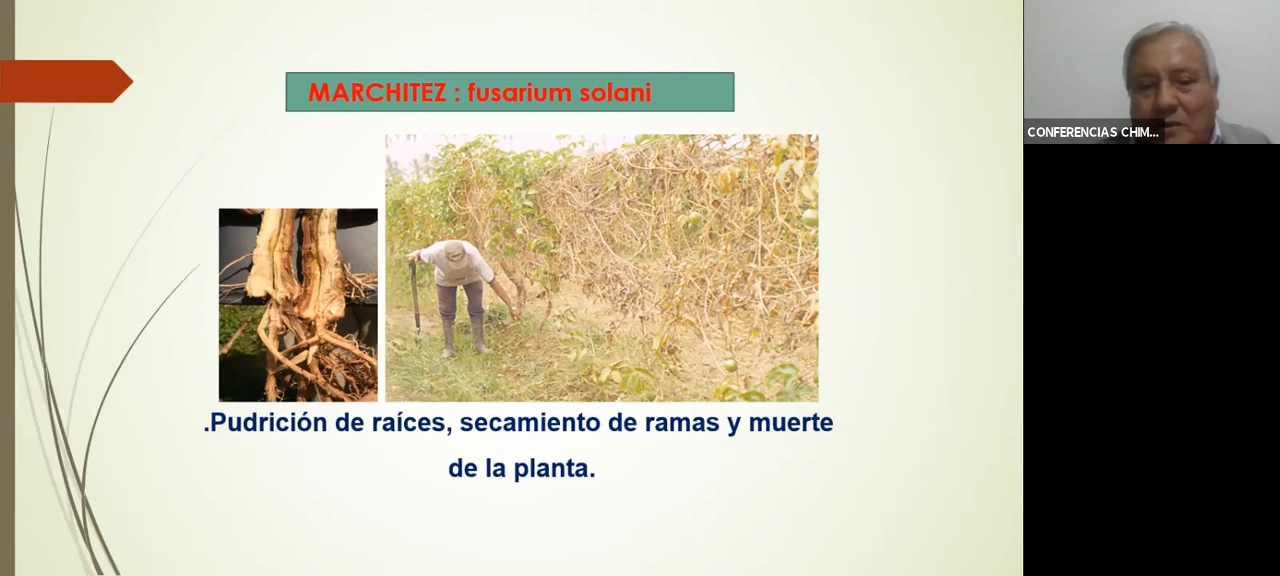 MARCHITEZ : fusarium solani
CONFERENCIAS CHIM...
.Pudrición de raíces, secamiento de ramas y muerte
de la planta.